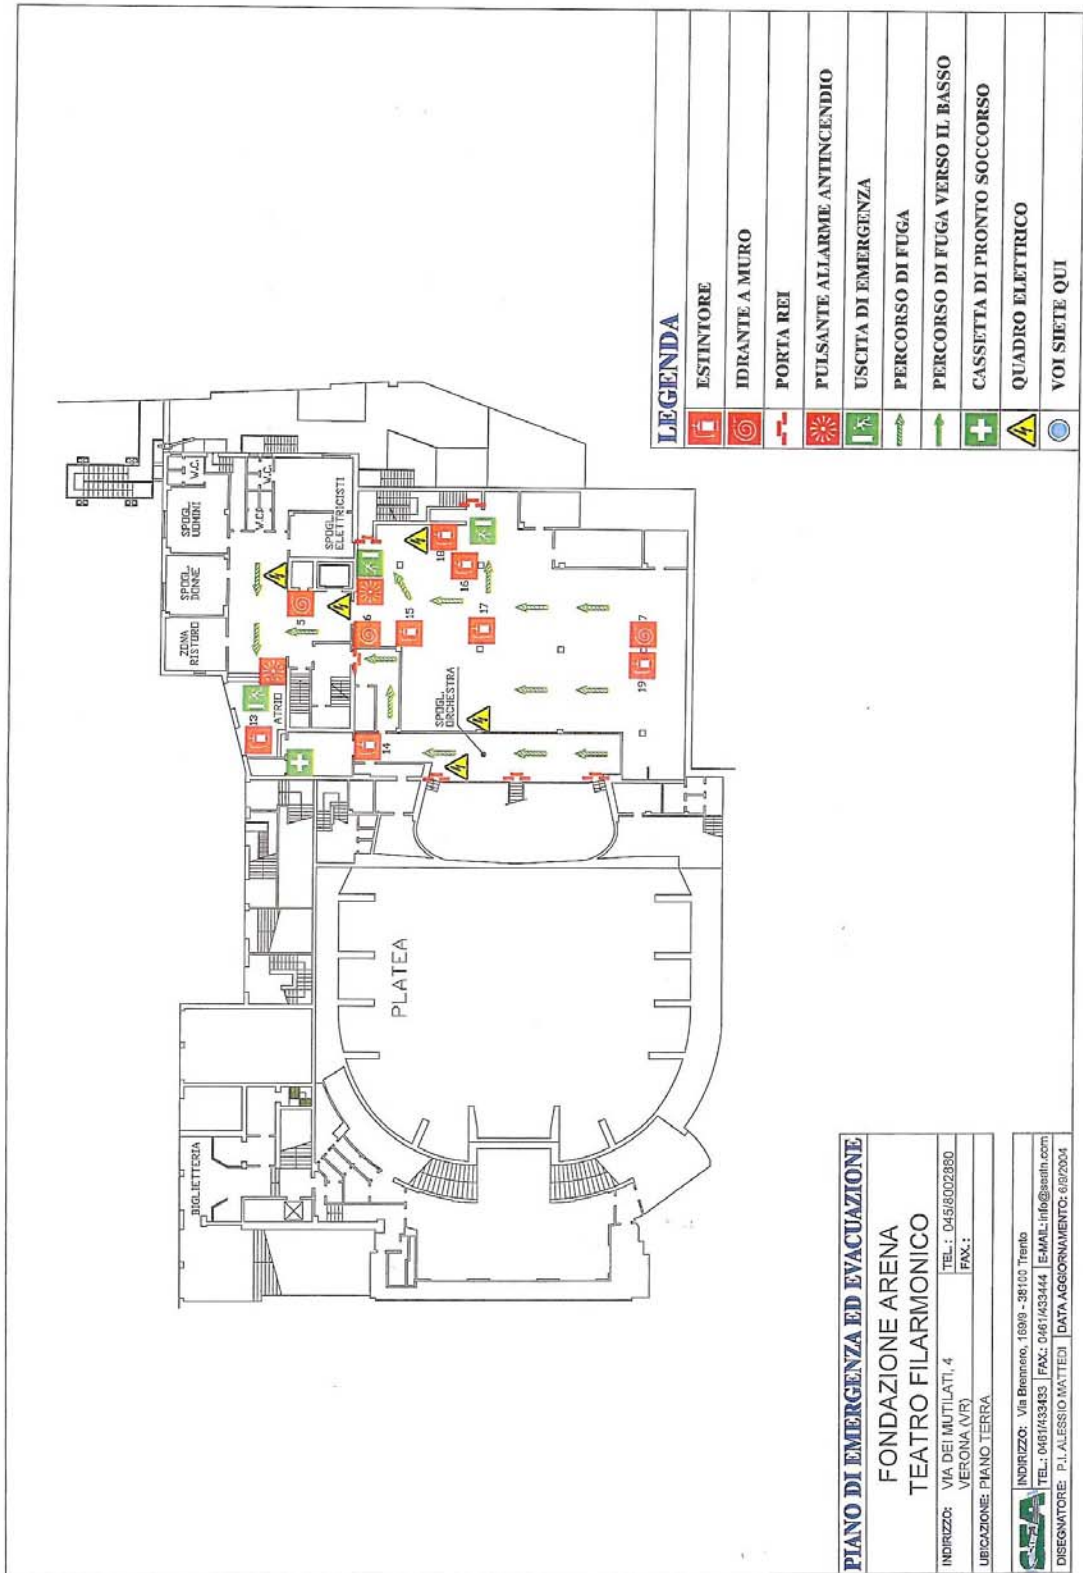 BIGLIETTERIA
PLATEA
ZONA
RISTORO
SPOGL.
DONNE
SPOGL.
UOMINI
W.C.
W.C.
W.C.
SPOGL.
ELETTRICISTI
ATRIO
SPOGL.
ORCHESTRA
13
5
14
6
15
18
16
17
19
7
PIANO DI EMERGENZA ED EVACUAZIONE
FONDAZIONE ARENA
TEATRO FILARMONICO
INDIRIZZO: VIA DEI MUTILATI, 4
VERONA (VR)
TEL.: 045/8002880
FAX.:
UBICAZIONE: PIANO TERRA
INDIRIZZO: Via Brennero, 169/9 - 38100 Trento
TEL.: 0461/433433 FAX.: 0461/433444 E-MAIL: info@seatn.com
DISEGNATORE: P.I. ALESSIO MATTEDI DATA AGGIORNAMENTO: 6/9/2004
LEGENDA
ESTINTORE
IDRANTE A MURO
PORTA REI
PULSANTE ALLARME ANTINCENDIO
USCITA DI EMERGENZA
PERCORSO DI FUGA
PERCORSO DI FUGA VERSO IL BASSO
CASSETTA DI PRONTO SOCCORSO
QUADRO ELETTRICO
VOI SIETE QUI